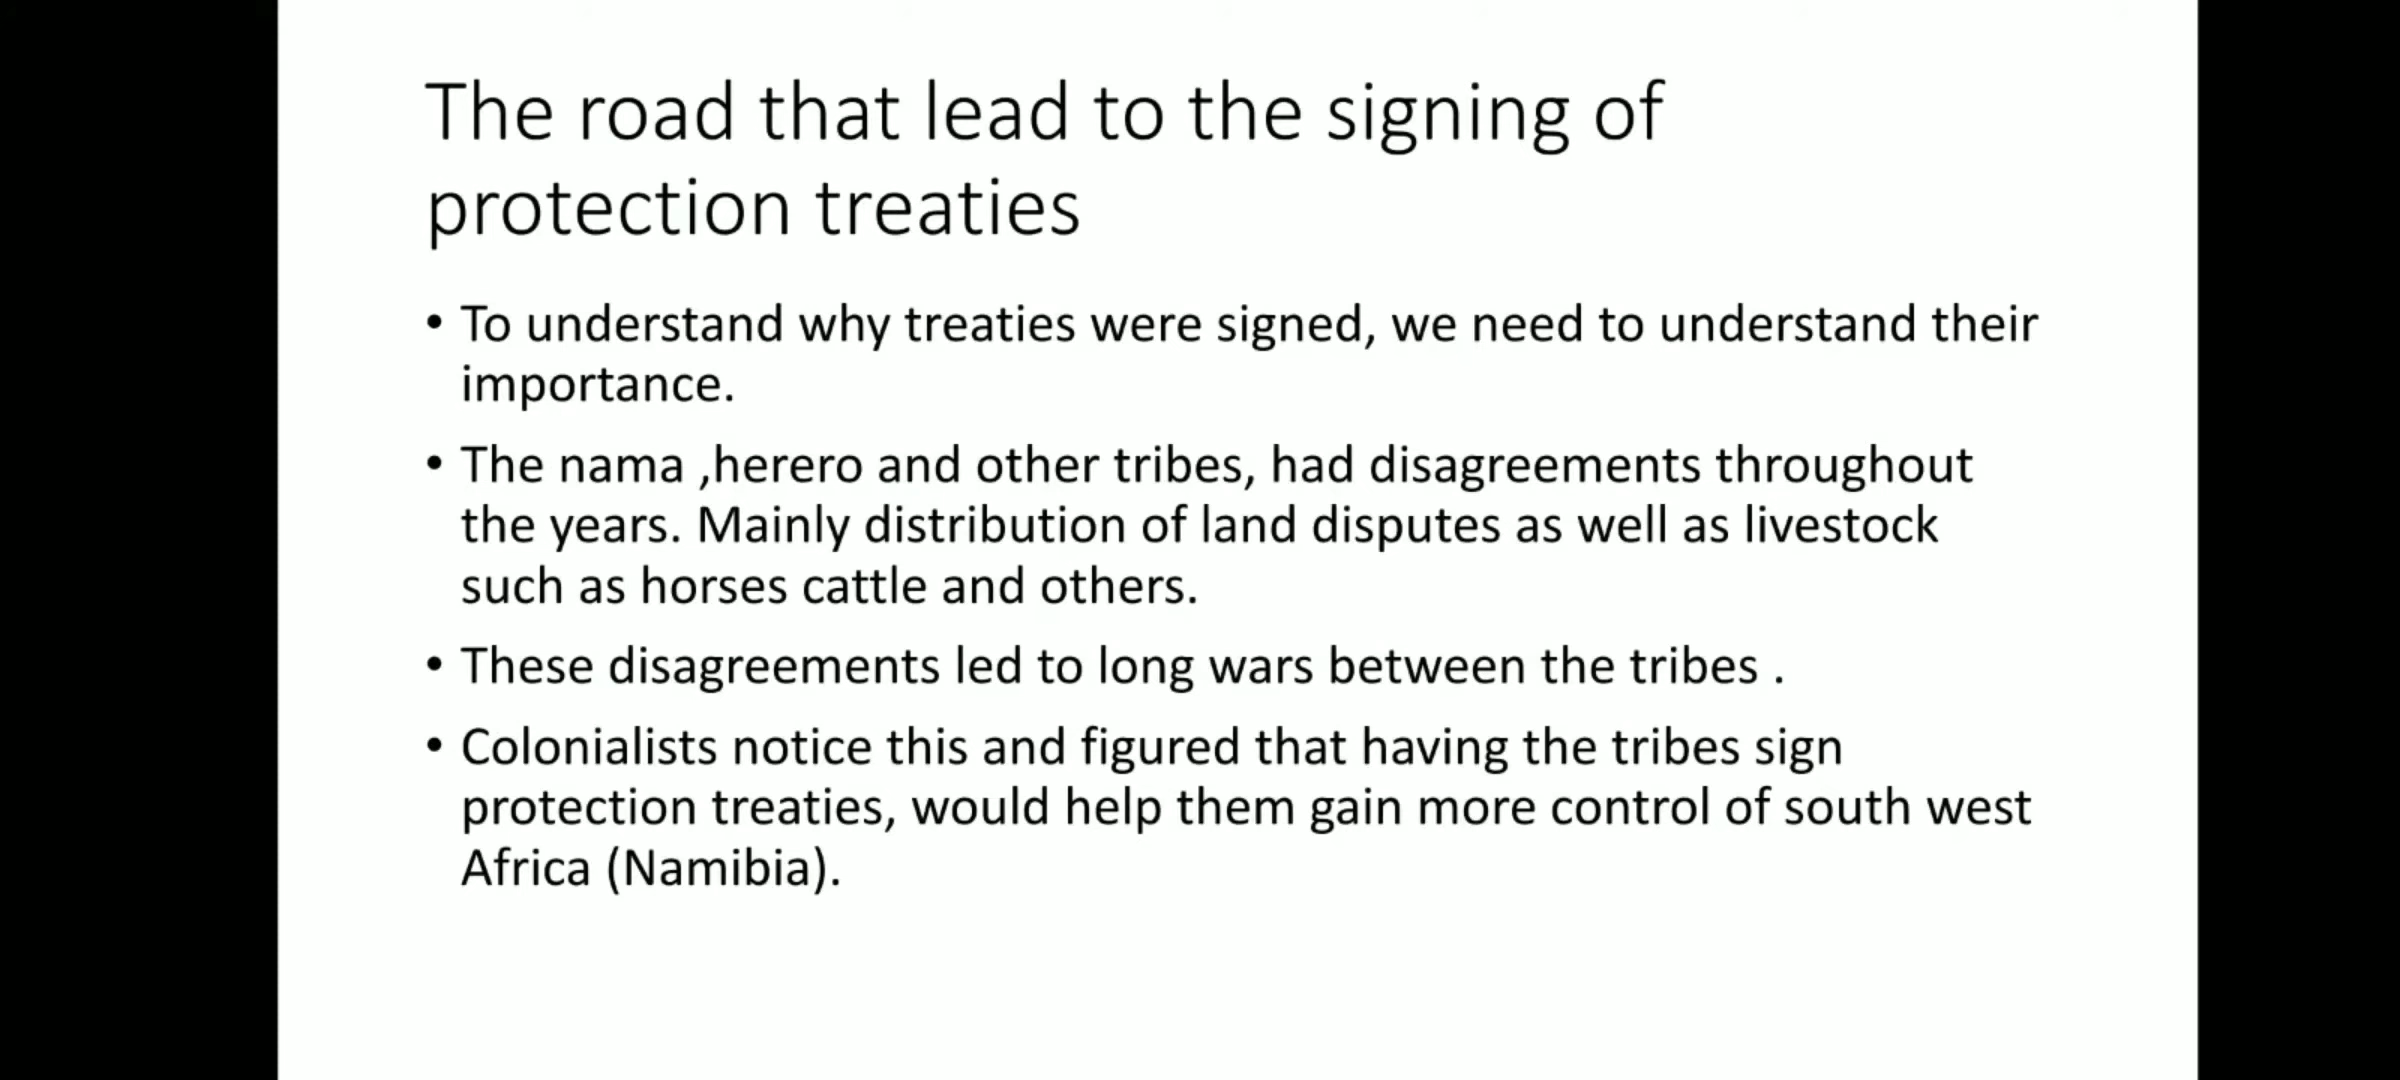 The road that lead to the signing of
protection treaties
• To understand why treaties were signed, we need to understand their
importance.
• The nama ,herero and other tribes, had disagreements throughout
the years. Mainly distribution of land disputes as well as livestock
such as horses cattle and others.
• These disagreements led to long wars between the tribes .
• Colonialists notice this and figured that having the tribes sign
protection treaties, would help them gain more control of south west
Africa (Namibia).